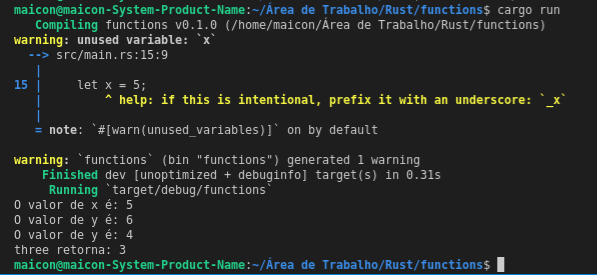 maicon@maicon-System-Product-Name:~/Área de Trabalho/Rust/functions$ cargo run
   Compiling functions v0.1.0 (/home/maicon/Área de Trabalho/Rust/functions)
warning: unused variable: `x`
  --> src/main.rs:15:9
   |
15 |     let x = 5;
   |         ^ help: if this is intentional, prefix it with an underscore: `_x`
   |
   = note: `#[warn(unused_variables)]` on by default

warning: `functions` (bin "functions") generated 1 warning
    Finished dev [unoptimized + debuginfo] target(s) in 0.31s
     Running `target/debug/functions`
O valor de x é: 5
O valor de y é: 6
O valor de y é: 4
three retorna: 3
maicon@maicon-System-Product-Name:~/Área de Trabalho/Rust/functions$